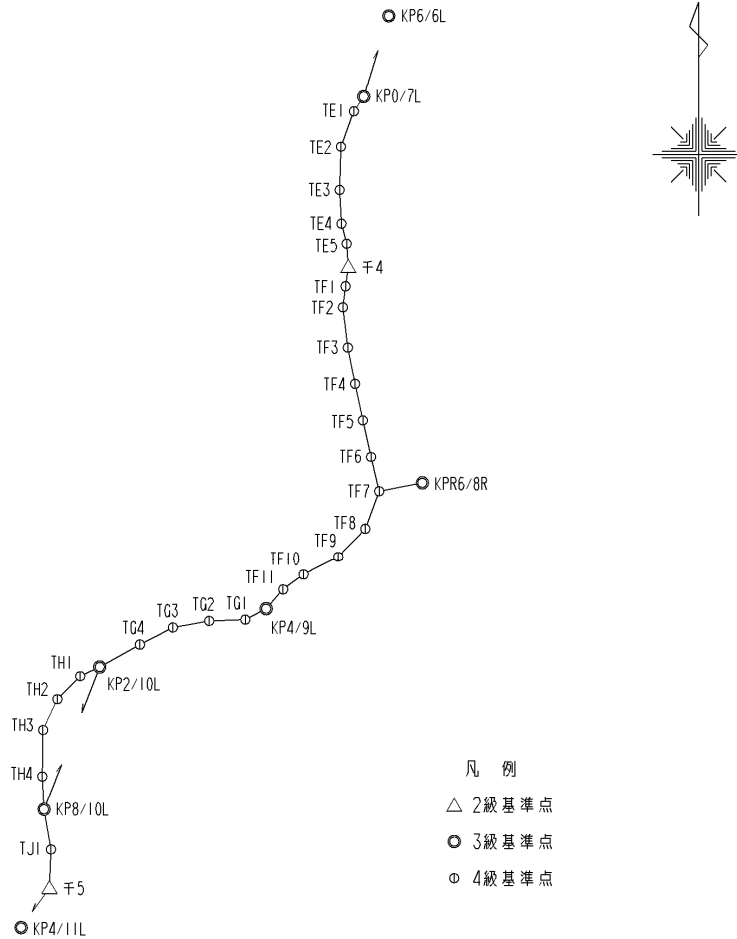 KP6/6L
KP0/7L
TE1
TE2
TE3
TE4
TE5
千4
TF1
TF2
TF3
TF4
TF5
TF6
TF7
KPR6/8R
TF8
TF9
TF10
TF11
KP4/9L
TG1
TG2
TG3
TG4
KP2/10L
TH1
TH2
TH3
TH4
KP8/10L
TJ1
千5
KP4/11L
凡 例
2級基準点
3級基準点
4級基準点